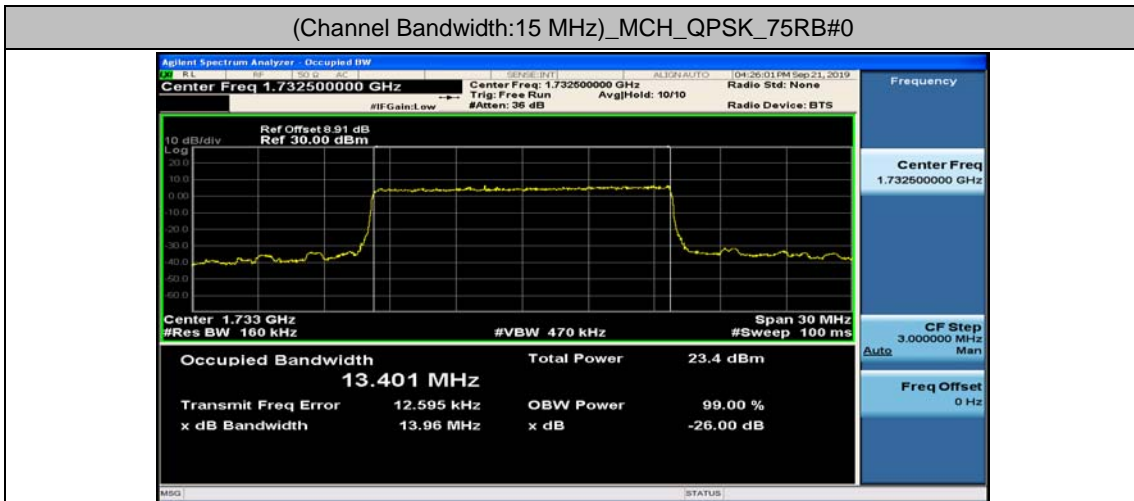 (Channel Bandwidth:15 MHz)_MCH_QPSK_75RB#0
Agilent Spectrum Analyzer - Occupied BW
RL RF 50 Ω AC SENSE:INT ALIGN AUTO 04:26:01 PM Sep 21, 2019
Center Freq 1.732500000 GHz
Center Freq: 1.732500000 GHz
Radio Std: None
Trig: Free Run Avg|Hold: 10/10
#IFGain:Low #Atten: 36 dB Radio Device: BTS
Ref Offset 8.91 dB
10 dB/div Ref 30.00 dBm
Log
20.0
10.0
0.00
-10.0
-20.0
-30.0
-40.0
-50.0
-60.0
Center 1.733 GHz Span 30 MHz
#Res BW 160 kHz #VBW 470 kHz #Sweep 100 ms
Occupied Bandwidth Total Power 23.4 dBm
13.401 MHz
Transmit Freq Error 12.595 kHz OBW Power 99.00 %
x dB Bandwidth 13.96 MHz x dB -26.00 dB
MSG STATUS
Frequency
Center Freq
1.732500000 GHz
CF Step
3.000000 MHz
Auto Man
Freq Offset
0 Hz